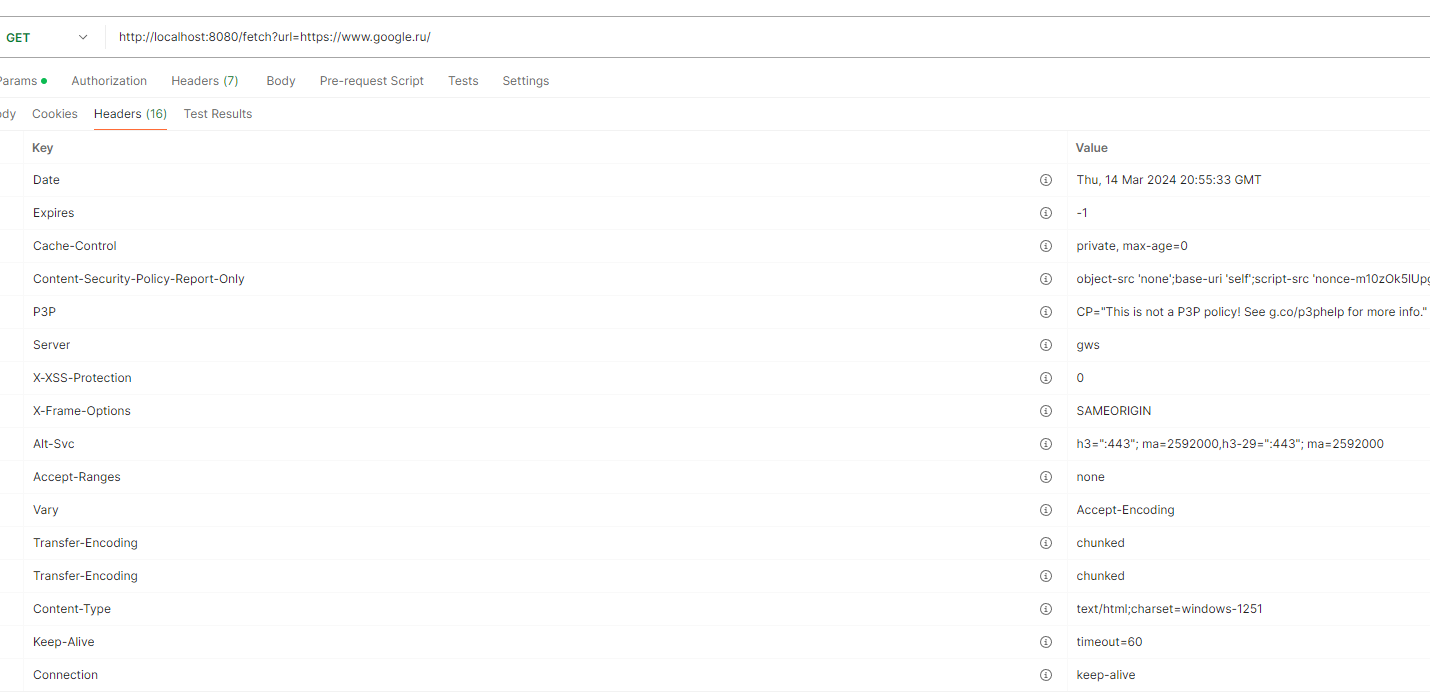 GET http://localhost:8080/fetch?url=https://www.google.ru/
Params Authorization Headers (7) Body Pre-request Script Tests Settings
Cookies Headers (16) Test Results
Key Value
Date Thu, 14 Mar 2024 20:55:33 GMT
Expires -1
Cache-Control private, max-age=0
Content-Security-Policy-Report-Only object-src 'none';base-uri 'self';script-src
P3P CP="This is not a P3P policy! See g.co/p3phelp for more info."
Server gws
X-XSS-Protection 0
X-Frame-Options SAMEORIGIN
Alt-Svc h3=":443"; ma=2592000,h3-29=":443"; ma=2592000
Accept-Ranges none
Vary Accept-Encoding
Transfer-Encoding chunked
Transfer-Encoding chunked
Content-Type text/html;charset=windows-1251
Keep-Alive timeout=60
Connection keep-alive